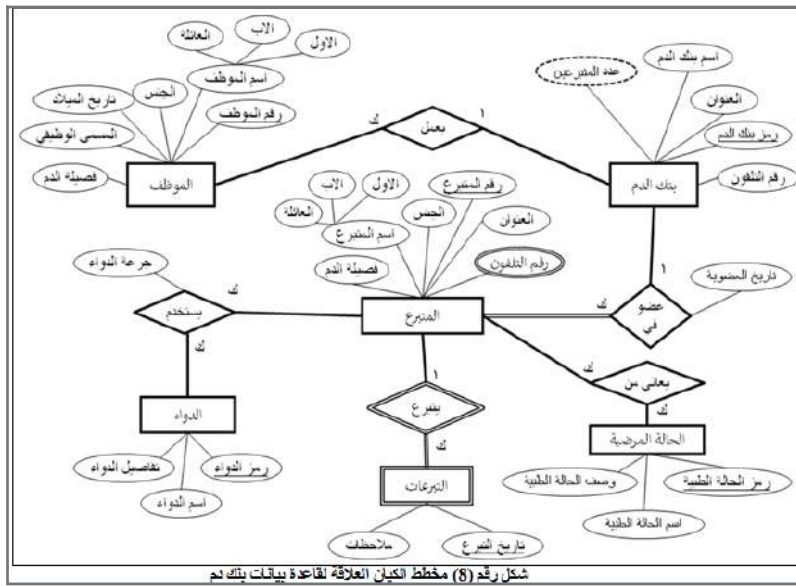 العائلة
الاب
الاول
اسم الموظف
الجنس
تاريخ الميلاد
رقم الموظف
المسمى الوظيفي
فصيلة الدم
الموظف
ك
يعمل
١
اسم بنك الدم
عدد المتبرعين
العنوان
رمز بنك الدم
رقم التلفون
بنك الدم
العائلة
الاب
الاول
اسم المتبرع
الجنس
رقم المتبرع
العنوان
رقم التلفون
فصيلة الدم
المتبرع
١
عضو
في
ك
تاريخ العضوية
جرعة الدواء
يستخدم
ك
ك
الدواء
تفاصيل الدواء
رمز الدواء
اسم الدواء
١
يتبرع
ك
التبرعات
ملاحظات
تاريخ التبرع
ك
يعاني من
ك
الحالة المرضية
وصف الحالة الطبية
رمز الحالة الطبية
اسم الحالة الطبية
شكل رقم (8) مخطط الكيان العلاقة لقاعدة بيانات بنك دم